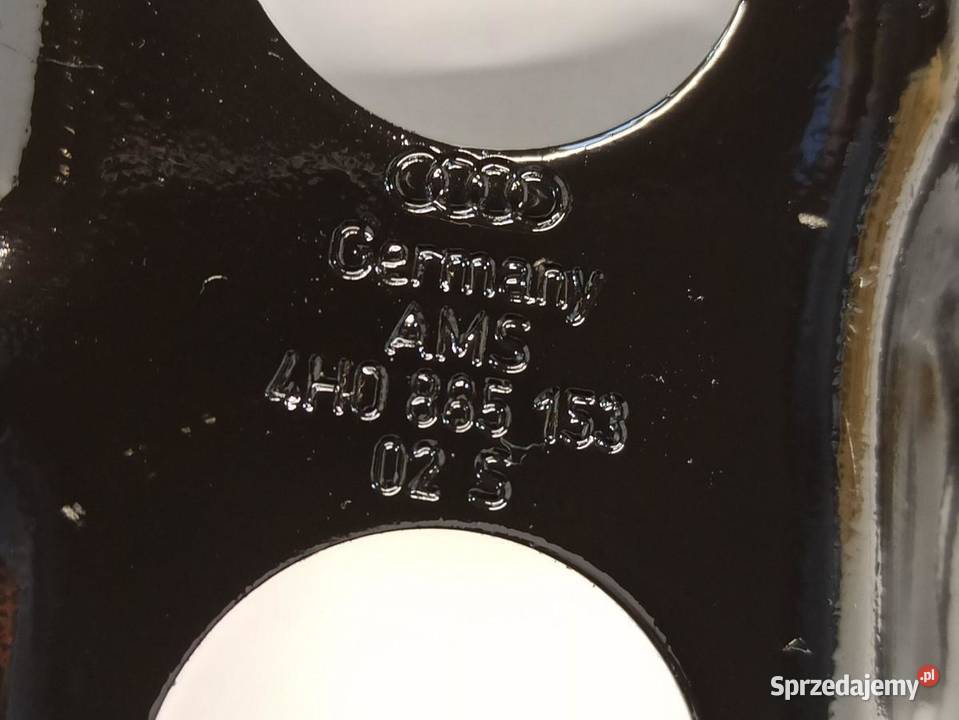 Germany
AMS
4H0 885 153
02 S
Sprzedajemy.pl